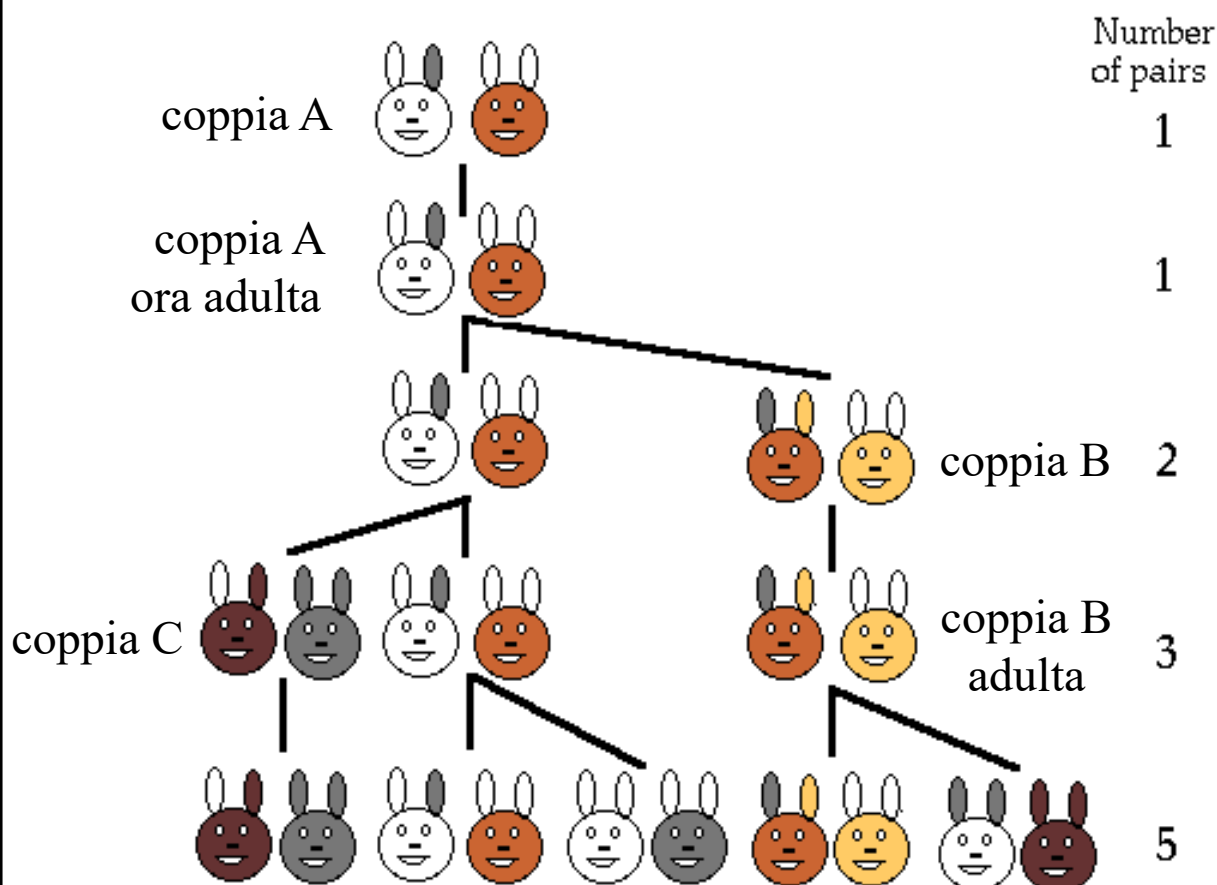 Number
of pairs
coppia A
1
coppia A
ora adulta
1
coppia B
2
coppia C
coppia B
adulta
3
5